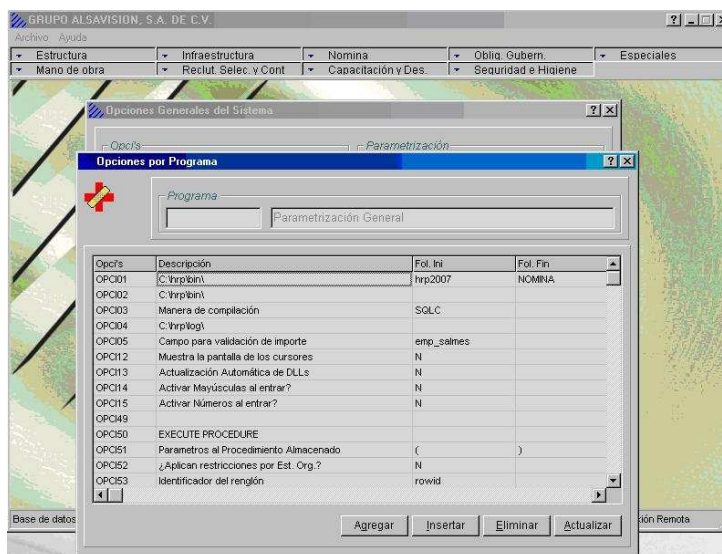 GRUPO ALSAVISION, S.A. DE C.V.
Archivo Ayuda
Estructura Infraestructura Nomina Oblig. Gubern. Especiales
Mano de obra Reclut. Selec. y Cont Capacitación y Des. Seguridad e Higiene
Opciones Generales del Sistema
Opci's Parametrización
Opciones por Programa
Programa
Parametrización General
Opci's Descripción Fol. Ini Fol. Fin
OPCI01 C:\hrp\bin\ hrp2007 NOMINA
OPCI02 C:\hrp\bin\
OPCI03 Manera de compilación SQLC
OPCI04 C:\hrp\log\
OPCI05 Campo para validación de importe emp_salmes
OPCI12 Muestra la pantalla de los cursores N
OPCI13 Actualización Automática de DLLs N
OPCI14 Activar Mayúsculas al entrar? N
OPCI15 Activar Números al entrar? N
OPCI49
OPCI50 EXECUTE PROCEDURE
OPCI51 Parametros al Procedimiento Almacenado ( )
OPCI52 ¿Aplican restricciones por Est. Org.? N
OPCI53 Identificador del renglón rowid
Base de datos ión Remota
Agregar Insertar Eliminar Actualizar